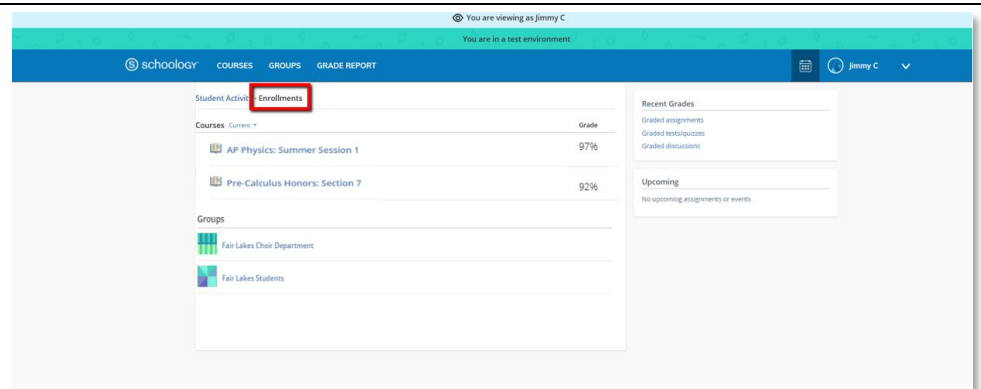 You are viewing as Jimmy C
You are in a test environment
schoology COURSES GROUPS GRADE REPORT Jimmy C
Student Activity · Enrollments
Courses Current
Grade
AP Physics: Summer Session 1 97%
Pre-Calculus Honors: Section 7 92%
Groups
Fair Lakes Choir Department
Fair Lakes Students
Recent Grades
Graded assignments
Graded tests/quizzes
Graded discussions
Upcoming
No upcoming assignments or events